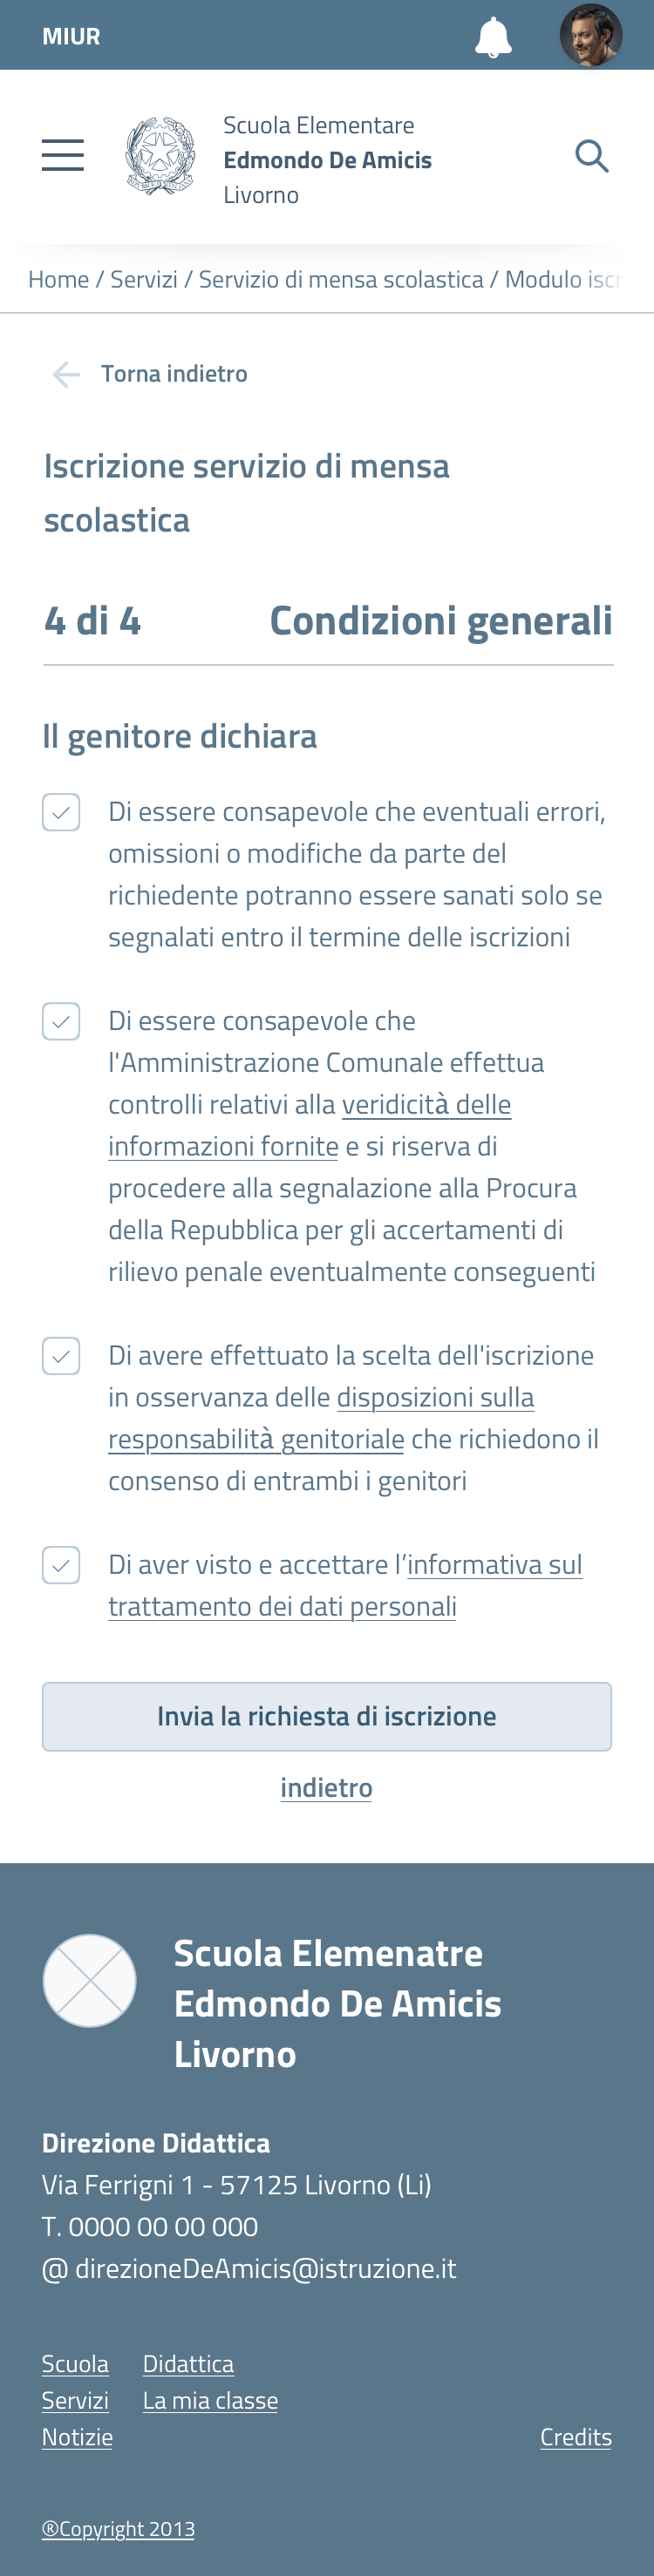 MIUR
Scuola Elementare
Edmondo De Amicis
Livorno
Home / Servizi / Servizio di mensa scolastica / Modulo iscr
Torna indietro
Iscrizione servizio di mensa
scolastica
4 di 4 Condizioni generali
Il genitore dichiara
Di essere consapevole che eventuali errori,
omissioni o modifiche da parte del
richiedente potranno essere sanati solo se
segnalati entro il termine delle iscrizioni
Di essere consapevole che
l'Amministrazione Comunale effettua
controlli relativi alla veridicità delle
informazioni fornite e si riserva di
procedere alla segnalazione alla Procura
della Repubblica per gli accertamenti di
rilievo penale eventualmente conseguenti
Di avere effettuato la scelta dell'iscrizione
in osservanza delle disposizioni sulla
responsabilità genitoriale che richiedono il
consenso di entrambi i genitori
Di aver visto e accettare l’informativa sul
trattamento dei dati personali
Invia la richiesta di iscrizione
indietro
Scuola Elemenatre
Edmondo De Amicis
Livorno
Direzione Didattica
Via Ferrigni 1 - 57125 Livorno (Li)
T. 0000 00 00 000
@ direzioneDeAmicis@istruzione.it
Scuola Didattica
Servizi La mia classe
Notizie Credits
®Copyright 2013